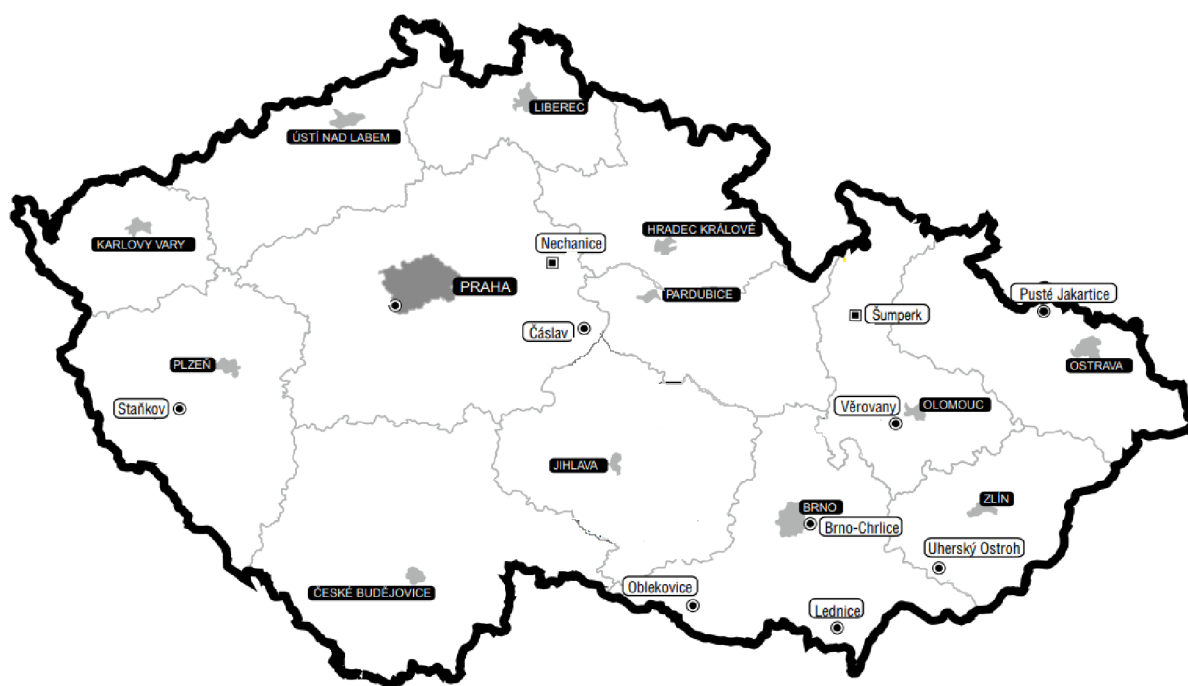 LIBEREC
ÚSTÍ NAD LABEM
KARLOVY VARY
HRADEC KRÁLOVÉ
Nechanice
PRAHA
PARDUBICE
Pusté Jakartice
Šumperk
Čáslav
PLZEŇ
OSTRAVA
Staňkov
Věrovany
OLOMOUC
JIHLAVA
ZLÍN
BRNO
Brno-Chrlice
Uherský Ostroh
Oblekovice
ČESKÉ BUDĚJOVICE
Lednice